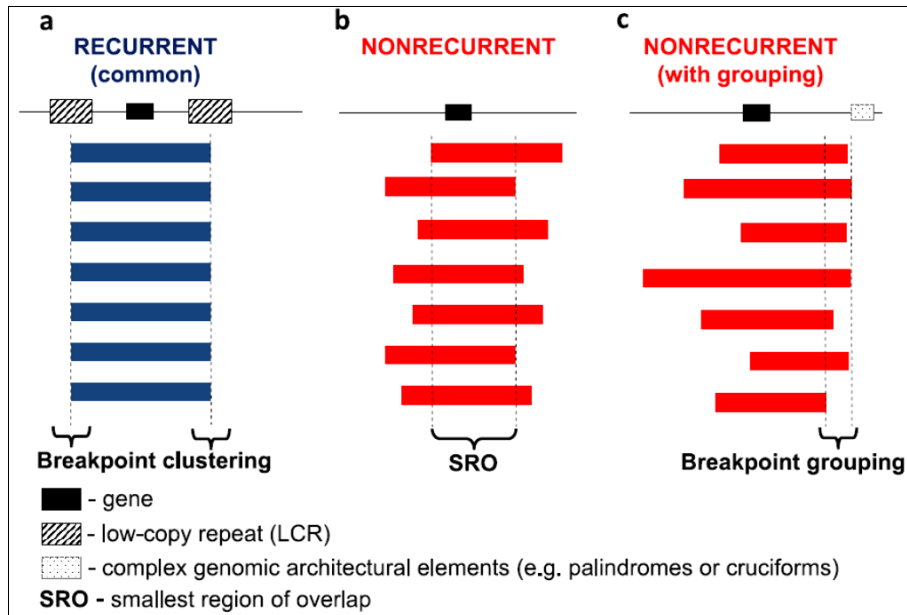 a
RECURRENT
(common)
b
NONRECURRENT
c
NONRECURRENT
(with grouping)
Breakpoint clustering
SRO
Breakpoint grouping
- gene
- low-copy repeat (LCR)
- complex genomic architectural elements (e.g. palindromes or cruciforms)
SRO - smallest region of overlap